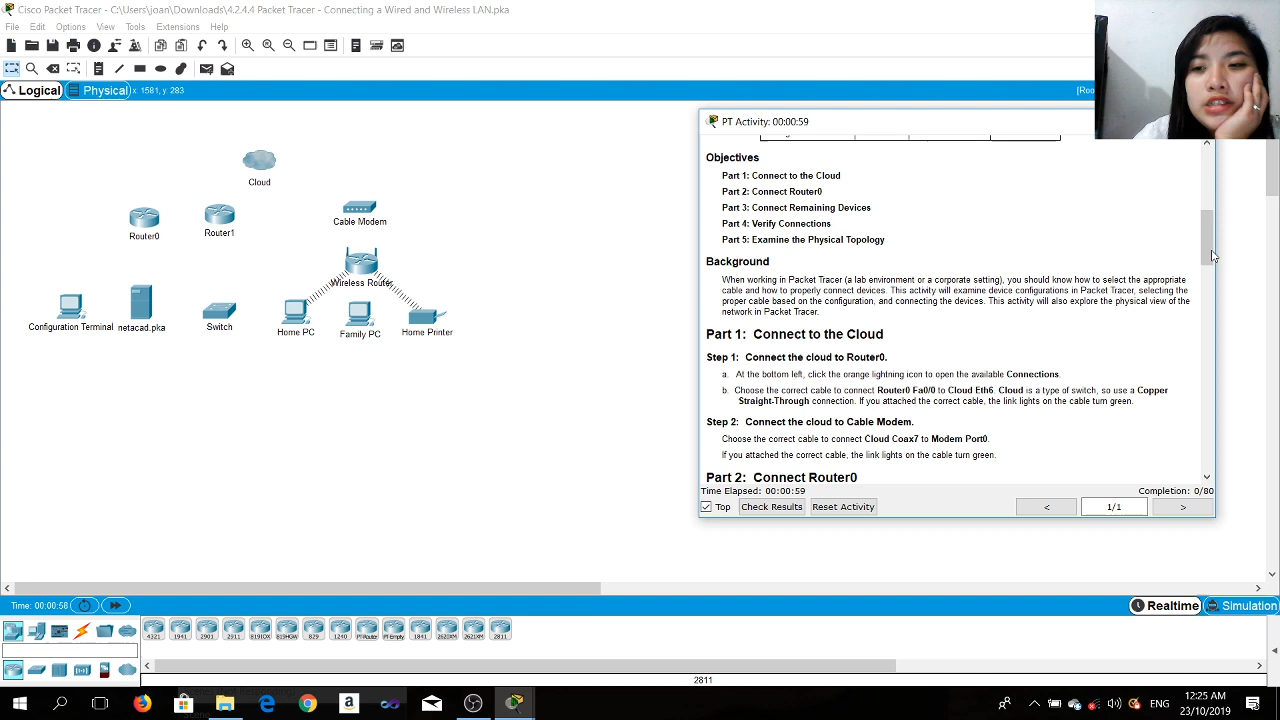 Cisco Packet Tracer - C:\Users\joan\Downloads\4.2.4.4 Packet Tracer - Connecting a Wired and Wireless LAN.pka
File Edit Options View Tools Extensions Help
Logical Physical x: 1581, y: 283 [Roo
PT Activity: 00:00:59
Cloud
Router0
Router1
Cable Modem
Wireless Router
Configuration Terminal
netacad.pka
Switch
Home PC
Family PC
Home Printer
Objectives
Part 1: Connect to the Cloud
Part 2: Connect Router0
Part 3: Connect Remaining Devices
Part 4: Verify Connections
Part 5: Examine the Physical Topology
Background
When working in Packet Tracer (a lab environment or a corporate setting), you should know how to select the appropriate
cable and how to properly connect devices. This activity will examine device configurations in Packet Tracer, selecting the
proper cable based on the configuration, and connecting the devices. This activity will also explore the physical view of the
network in Packet Tracer.
Part 1: Connect to the Cloud
Step 1: Connect the cloud to Router0.
a. At the bottom left, click the orange lightning icon to open the available Connections.
b. Choose the correct cable to connect Router0 Fa0/0 to Cloud Eth6. Cloud is a type of switch, so use a Copper
Straight-Through connection. If you attached the correct cable, the link lights on the cable turn green.
Step 2: Connect the cloud to Cable Modem.
Choose the correct cable to connect Cloud Coax7 to Modem Port0.
If you attached the correct cable, the link lights on the cable turn green.
Part 2: Connect Router0
Time Elapsed: 00:00:59 Completion: 0/80
Top Check Results Reset Activity < 1/1 >
Time: 00:00:58 Realtime Simulation
4321 1941 2901 2911 819IOX 819HGW 829 1240 PT Router PT Empty 1841 2620XM 2621XM 2811
2811
ENG
12:25 AM
23/10/2019